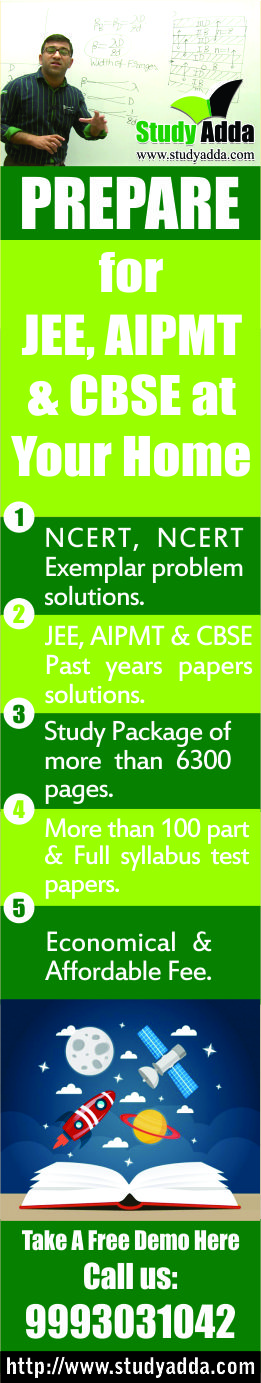 Width of Fringes
Study Adda
www.studyadda.com
PREPARE
for
JEE, AIPMT
& CBSE at
Your Home
1
NCERT, NCERT
Exemplar problem
solutions.
2
JEE, AIPMT & CBSE
Past years papers
solutions.
3
Study Package of
more than 6300
pages.
4
More than 100 part
& Full syllabus test
papers.
5
Economical &
Affordable Fee.
Take A Free Demo Here
Call us:
9993031042
http://www.studyadda.com